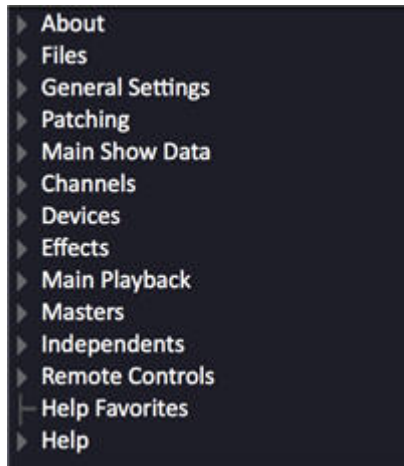 About
Files
General Settings
Patching
Main Show Data
Channels
Devices
Effects
Main Playback
Masters
Independents
Remote Controls
Help Favorites
Help